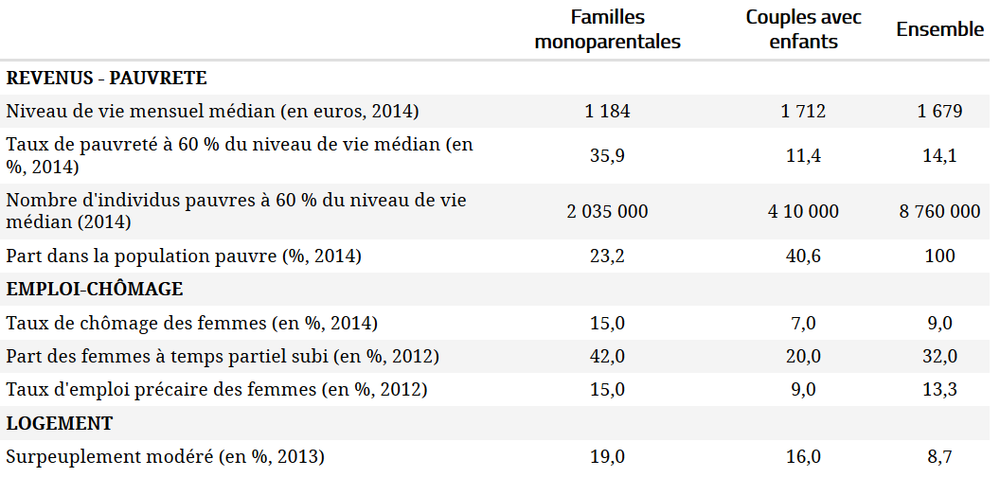 Familles monoparentales Couples avec enfants Ensemble
REVENUS - PAUVRETE
Niveau de vie mensuel médian (en euros, 2014) 1 184 1 712 1 679
Taux de pauvreté à 60 % du niveau de vie médian (en
%, 2014) 35,9 11,4 14,1
Nombre d'individus pauvres à 60 % du niveau de vie
médian (2014) 2 035 000 4 10 000 8 760 000
Part dans la population pauvre (%, 2014) 23,2 40,6 100
EMPLOI-CHÔMAGE
Taux de chômage des femmes (en %, 2014) 15,0 7,0 9,0
Part des femmes à temps partiel subi (en %, 2012) 42,0 20,0 32,0
Taux d'emploi précaire des femmes (en %, 2012) 15,0 9,0 13,3
LOGEMENT
Surpeuplement modéré (en %, 2013) 19,0 16,0 8,7